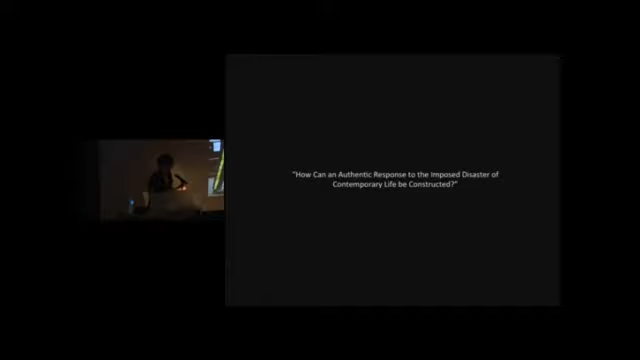 "How Can an Authentic Response to the Imposed Disaster of
Contemporary Life be Constructed?"